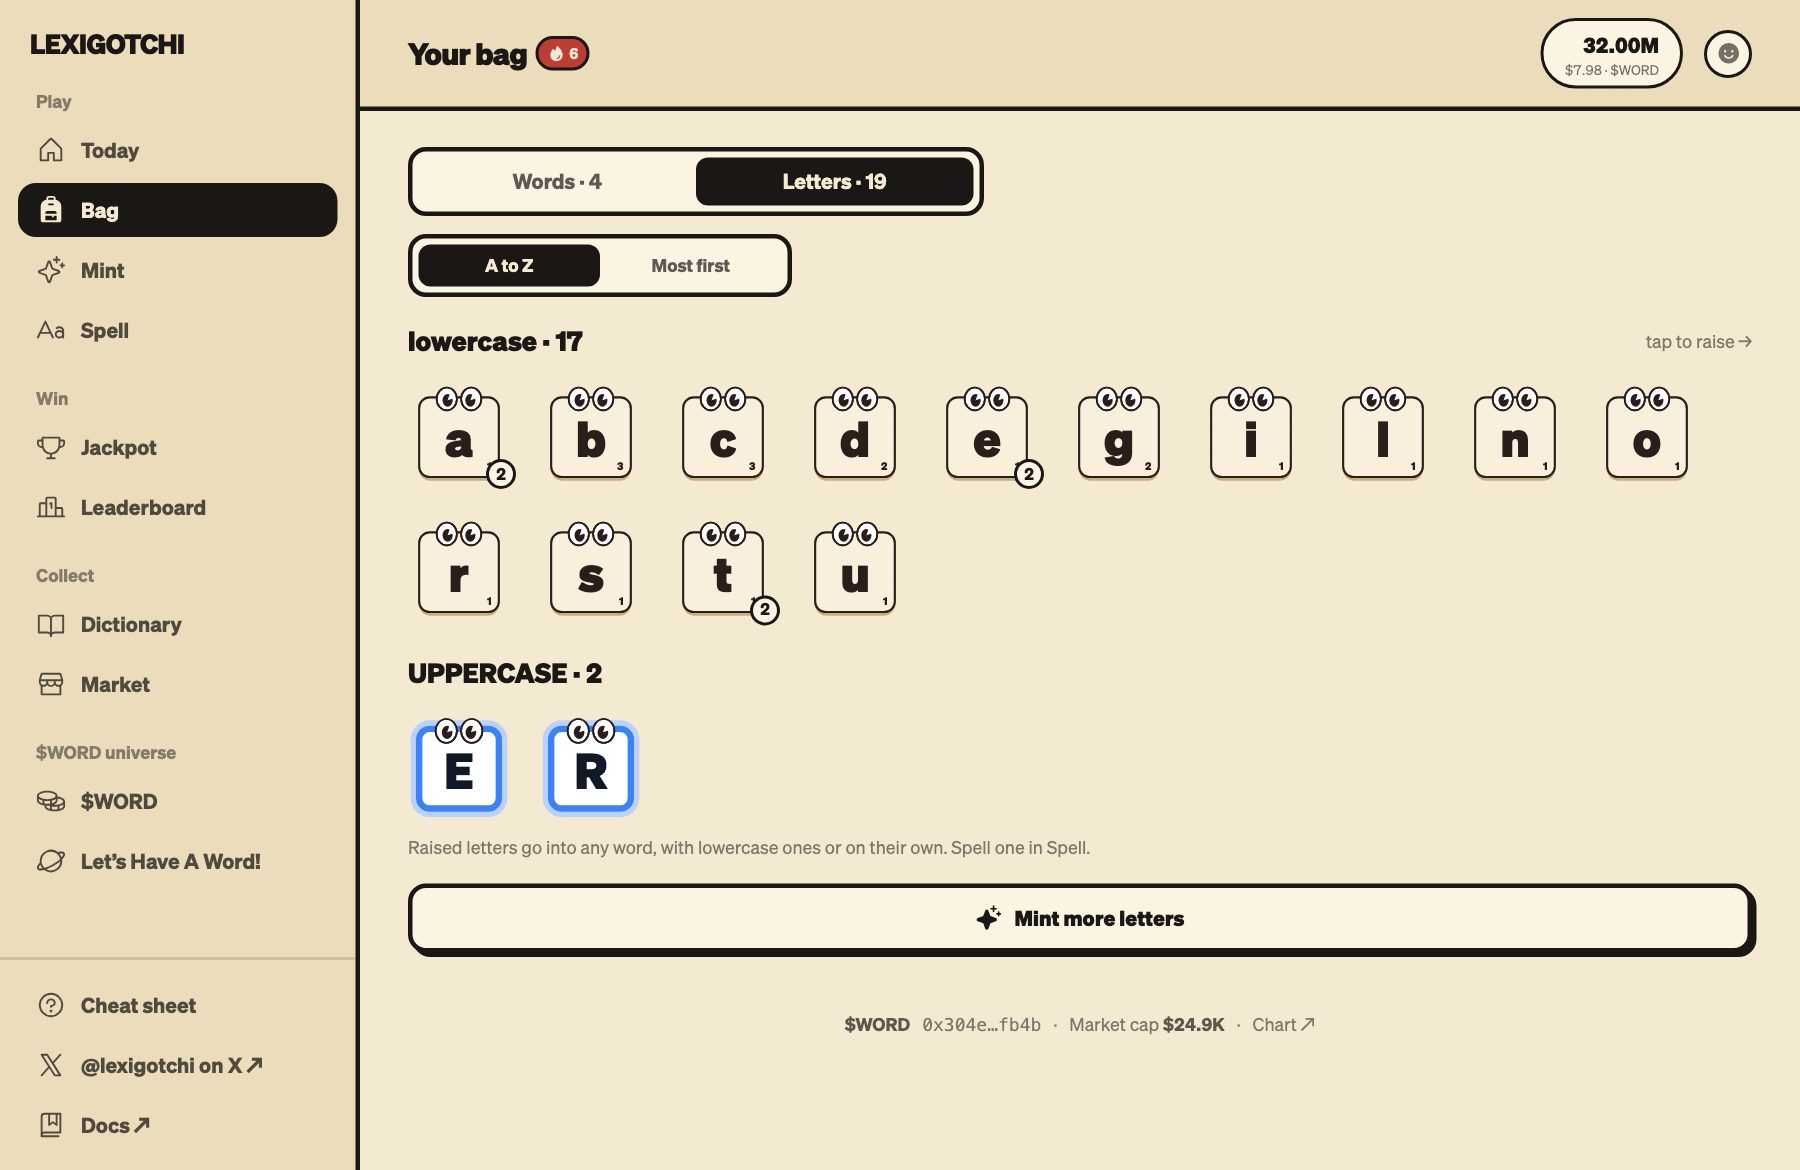 LEXIGOTCHI
Play
Today
Bag
Mint
Spell
Win
Jackpot
Leaderboard
Collect
Dictionary
Market
$WORD universe
$WORD
Let's Have A Word!
Cheat sheet
@lexigotchi on X ↗
Docs ↗
Your bag 6
32.00M
$7.98 · $WORD
Words · 4 Letters · 19
A to Z Most first
lowercase · 17 tap to raise →
a 2 b 3 c 3 d 2 e 2 g 2 i 1 l 1 n 1 o 1
r 1 s 1 t 2 u 1
UPPERCASE · 2
E R
Raised letters go into any word, with lowercase ones or on their own. Spell one in Spell.
Mint more letters
$WORD 0x304e…fb4b · Market cap $24.9K · Chart ↗